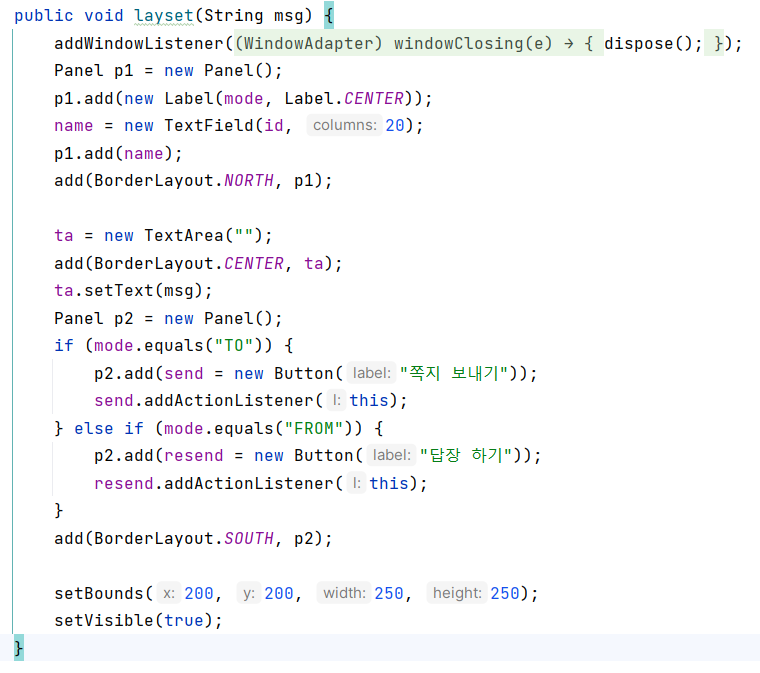 public void layset(String msg) {
addWindowListener((WindowAdapter) windowClosing(e) → { dispose(); });
Panel p1 = new Panel();
p1.add(new Label(mode, Label.CENTER));
name = new TextField(id, columns: 20);
p1.add(name);
add(BorderLayout.NORTH, p1);
ta = new TextArea("");
add(BorderLayout.CENTER, ta);
ta.setText(msg);
Panel p2 = new Panel();
if (mode.equals("TO")) {
p2.add(send = new Button( label: "쪽지 보내기"));
send.addActionListener( l: this);
} else if (mode.equals("FROM")) {
p2.add(resend = new Button( label: "답장 하기"));
resend.addActionListener( l: this);
}
add(BorderLayout.SOUTH, p2);
setBounds( x: 200, y: 200, width: 250, height: 250);
setVisible(true);
}